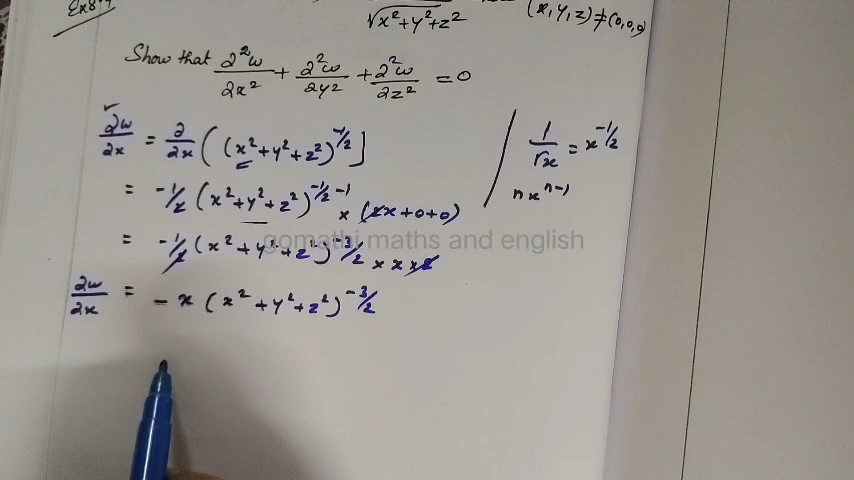 Ex 8.
√x²+y²+z² (x,y,z)≠(0,0,0)
Show that ∂²w/∂x² + ∂²w/∂y² + ∂²w/∂z² = 0
∂w/∂x = ∂/∂x ( (x²+y²+z²)^-1/2 ]
1/√x = x^-1/2
= -1/2 (x²+y²+z²)^-1/2-1 × (2x+0+0)
nx^n-1
= -1/2 (x²+y²+z²)^-3/2 × x × 2
gomathi maths and english
∂w/∂x = -x (x²+y²+z²)^-3/2